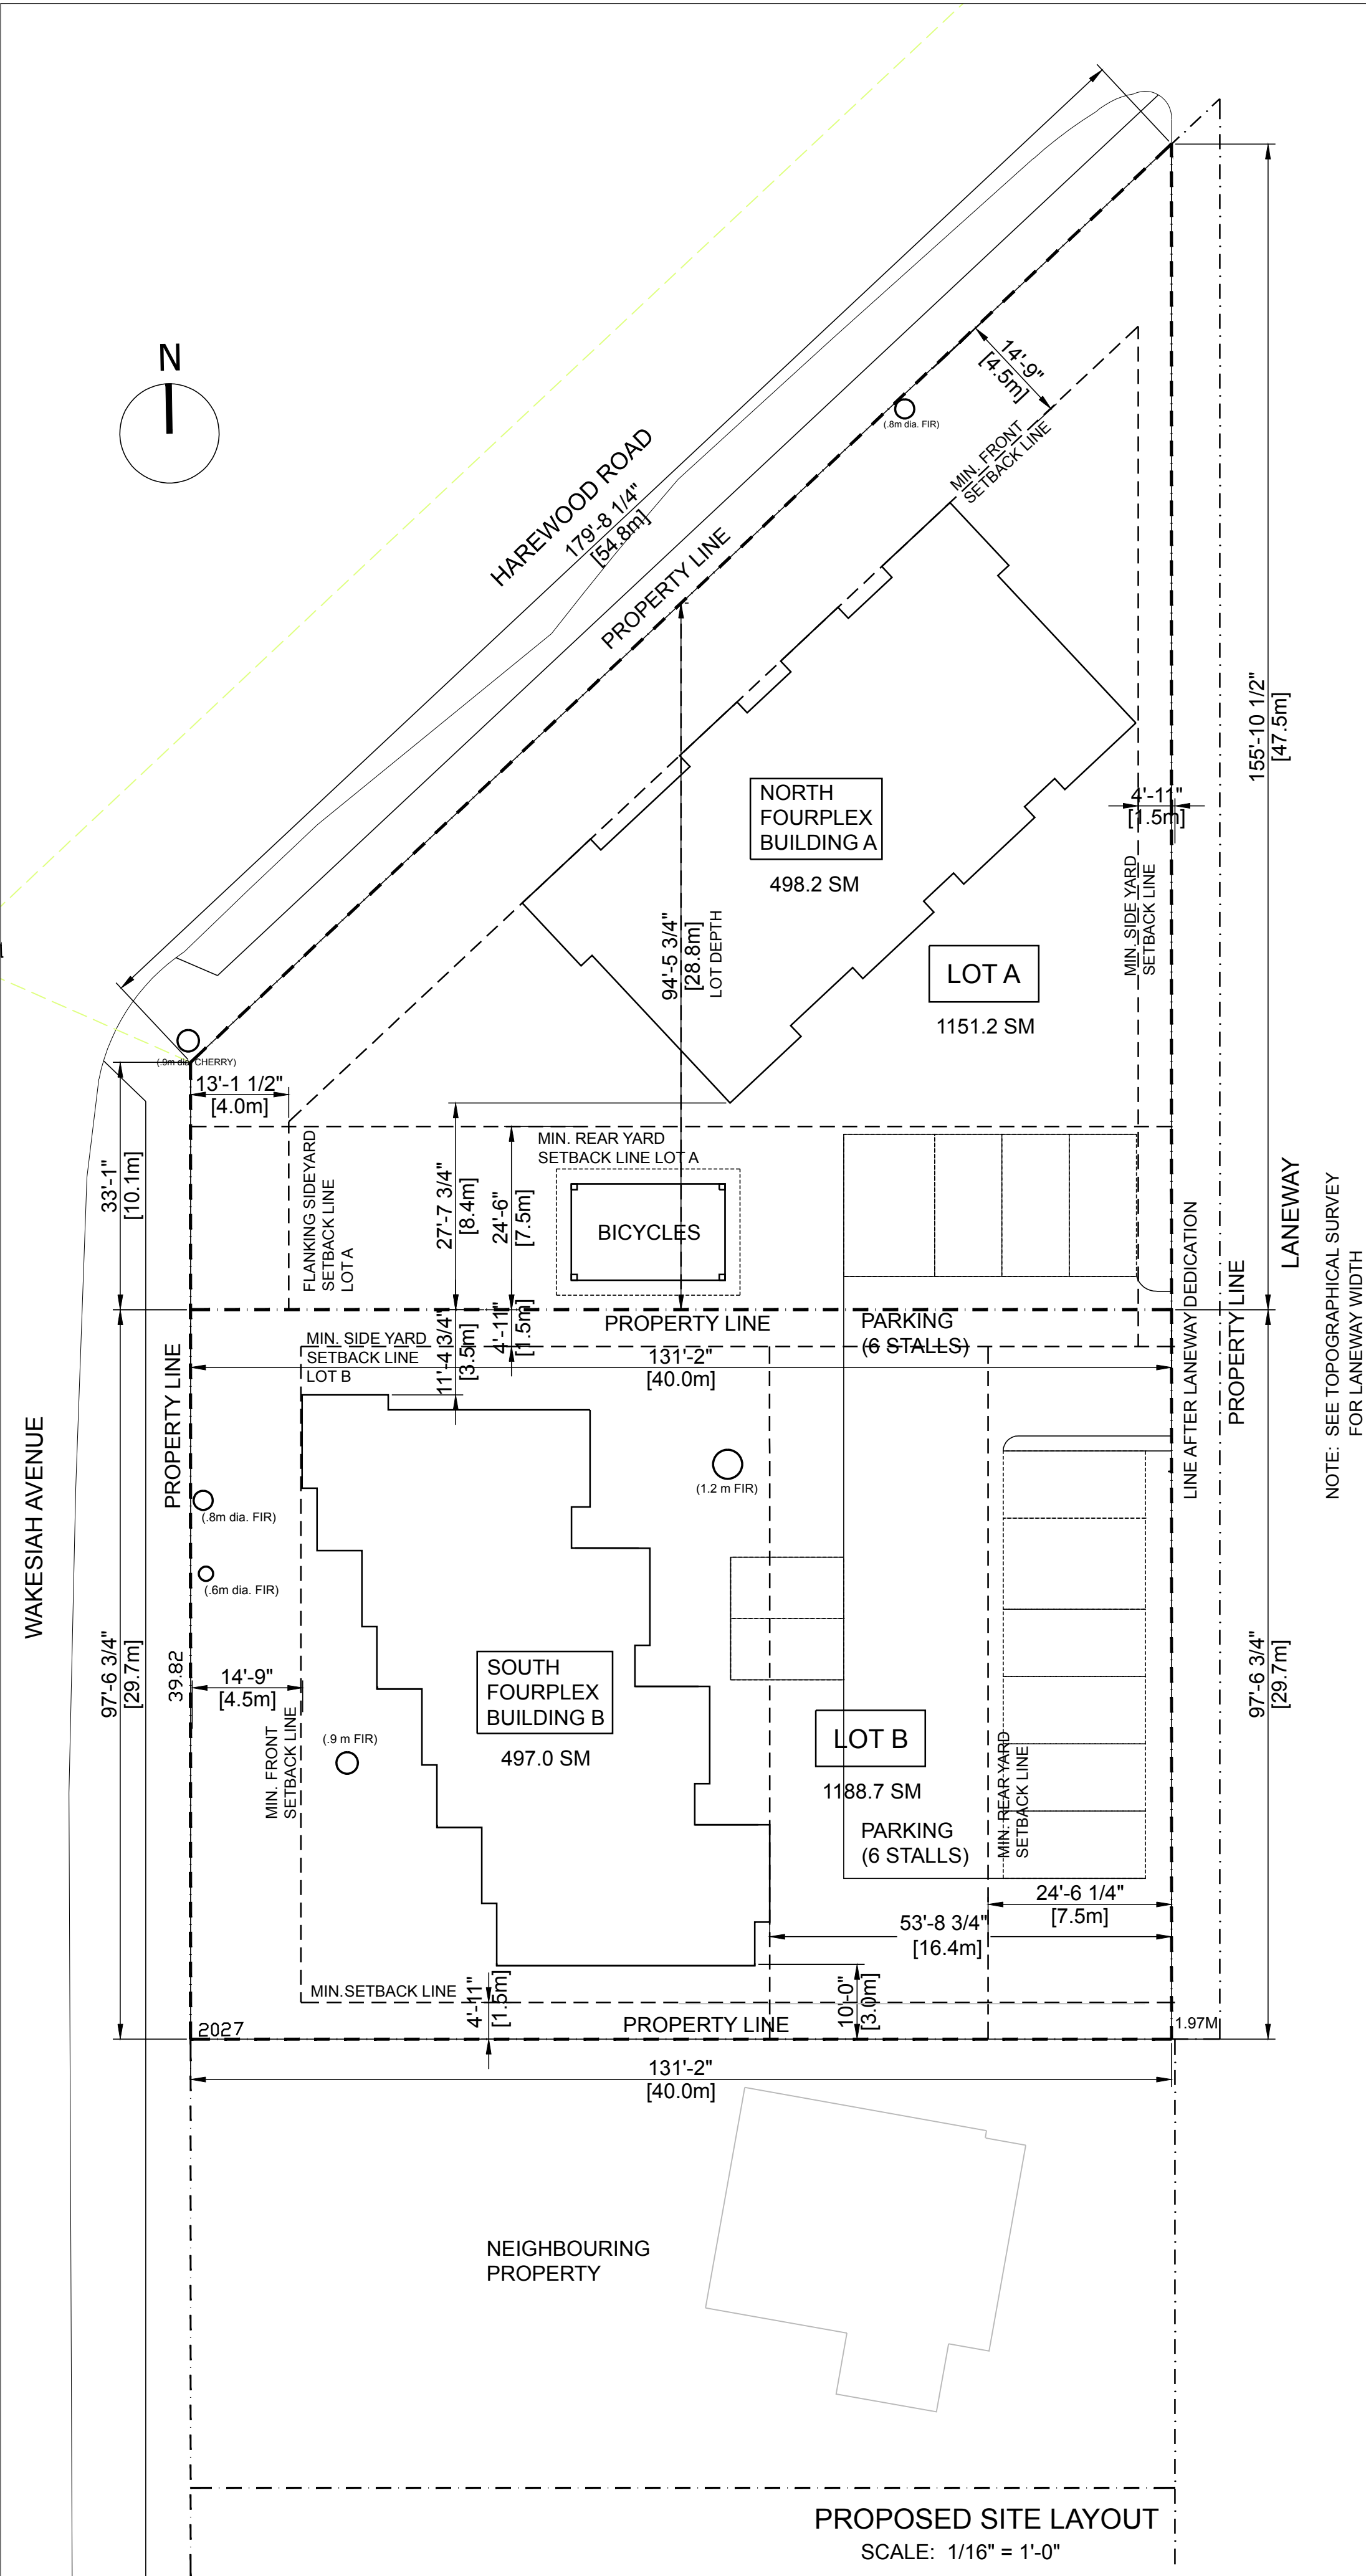 N
HAREWOOD ROAD
179'-8 1/4"
[54.8m]
PROPERTY LINE
14'-9"
[4.5m]
(.8m dia. FIR)
MIN. FRONT
SETBACK LINE
155'-10 1/2"
[47.5m]
4'-11"
[1.5m]
NORTH
FOURPLEX
BUILDING A
498.2 SM
MIN. SIDE YARD
SETBACK LINE
94'-5 3/4"
[28.8m]
LOT DEPTH
LOT A
1151.2 SM
(.9m dia. CHERRY)
13'-1 1/2"
[4.0m]
33'-1"
[10.1m]
FLANKING SIDEYARD
SETBACK LINE
LOT A
27'-7 3/4"
[8.4m]
24'-6"
[7.5m]
MIN. REAR YARD
SETBACK LINE LOT A
BICYCLES
LINE AFTER LANEWAY DEDICATION
PROPERTY LINE
LANEWAY
NOTE: SEE TOPOGRAPHICAL SURVEY
FOR LANEWAY WIDTH
PROPERTY LINE
PARKING
(6 STALLS)
MIN. SIDE YARD
SETBACK LINE
LOT B
11'-4 3/4"
[3.5m]
4'-11"
[1.5m]
131'-2"
[40.0m]
WAKESIAH AVENUE
PROPERTY LINE
(1.2 m FIR)
(.8m dia. FIR)
(.6m dia. FIR)
97'-6 3/4"
[29.7m]
39.82
14'-9"
[4.5m]
MIN. FRONT
SETBACK LINE
(.9 m FIR)
SOUTH
FOURPLEX
BUILDING B
497.0 SM
LOT B
1188.7 SM
PARKING
(6 STALLS)
MIN. REAR YARD
SETBACK LINE
97'-6 3/4"
[29.7m]
24'-6 1/4"
[7.5m]
53'-8 3/4"
[16.4m]
MIN.SETBACK LINE
4'-11"
[1.5m]
10'-0"
[3.0m]
2027
PROPERTY LINE
1.97M
131'-2"
[40.0m]
NEIGHBOURING
PROPERTY
PROPOSED SITE LAYOUT
SCALE: 1/16" = 1'-0"